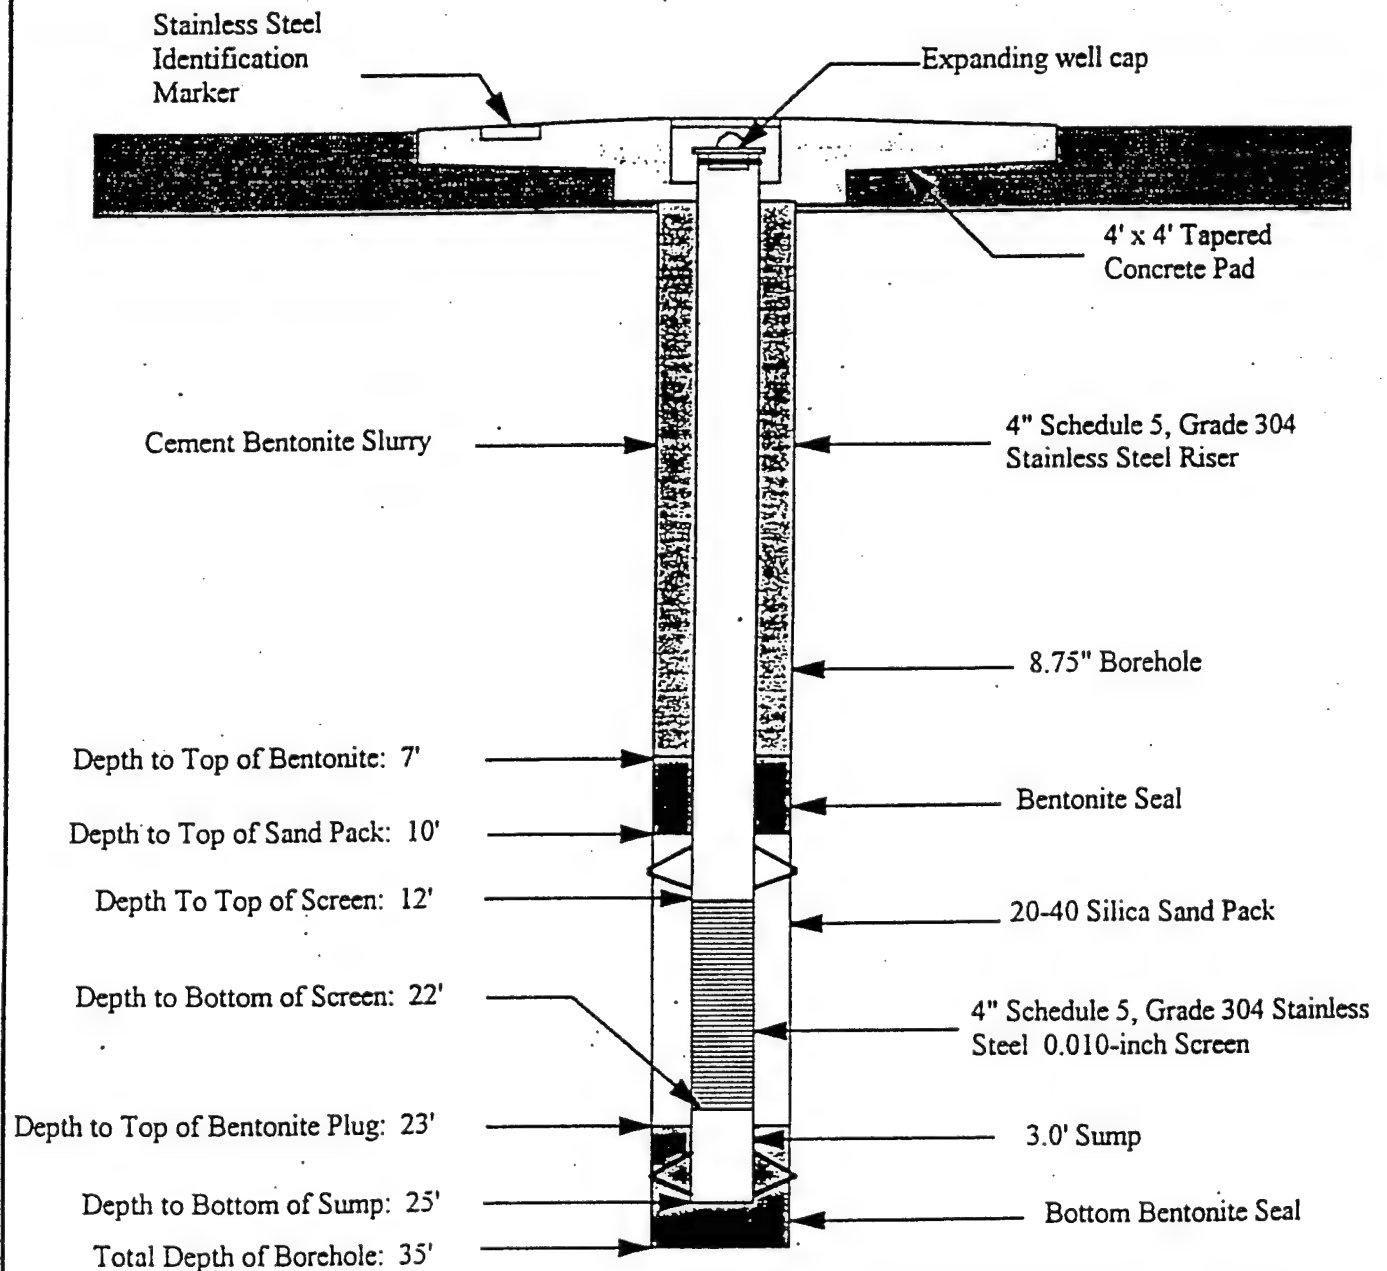 Stainless Steel
Identification
Marker
Expanding well cap
4' x 4' Tapered
Concrete Pad
Cement Bentonite Slurry
4" Schedule 5, Grade 304
Stainless Steel Riser
8.75" Borehole
Depth to Top of Bentonite: 7'
Bentonite Seal
Depth to Top of Sand Pack: 10'
Depth To Top of Screen: 12'
20-40 Silica Sand Pack
Depth to Bottom of Screen: 22'
4" Schedule 5, Grade 304 Stainless
Steel 0.010-inch Screen
Depth to Top of Bentonite Plug: 23'
3.0' Sump
Depth to Bottom of Sump: 25'
Bottom Bentonite Seal
Total Depth of Borehole: 35'